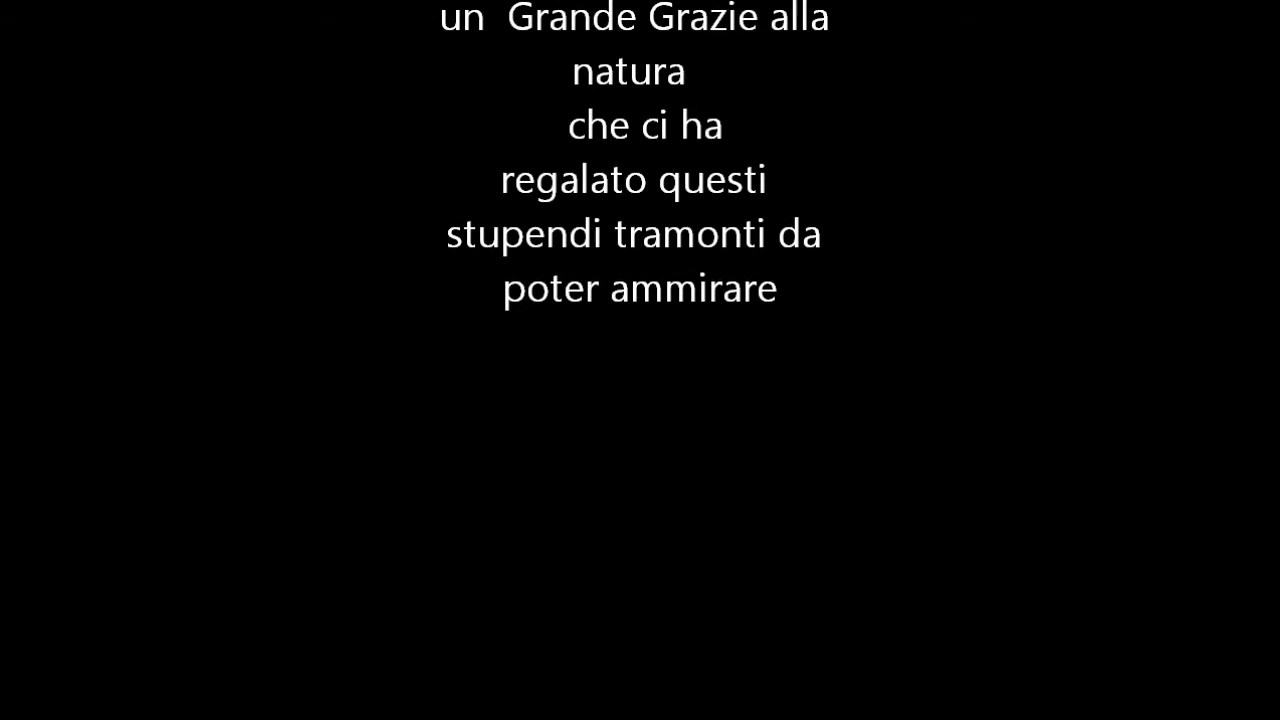 un  Grande Grazie alla
natura
che ci ha
regalato questi
stupendi tramonti da
poter ammirare